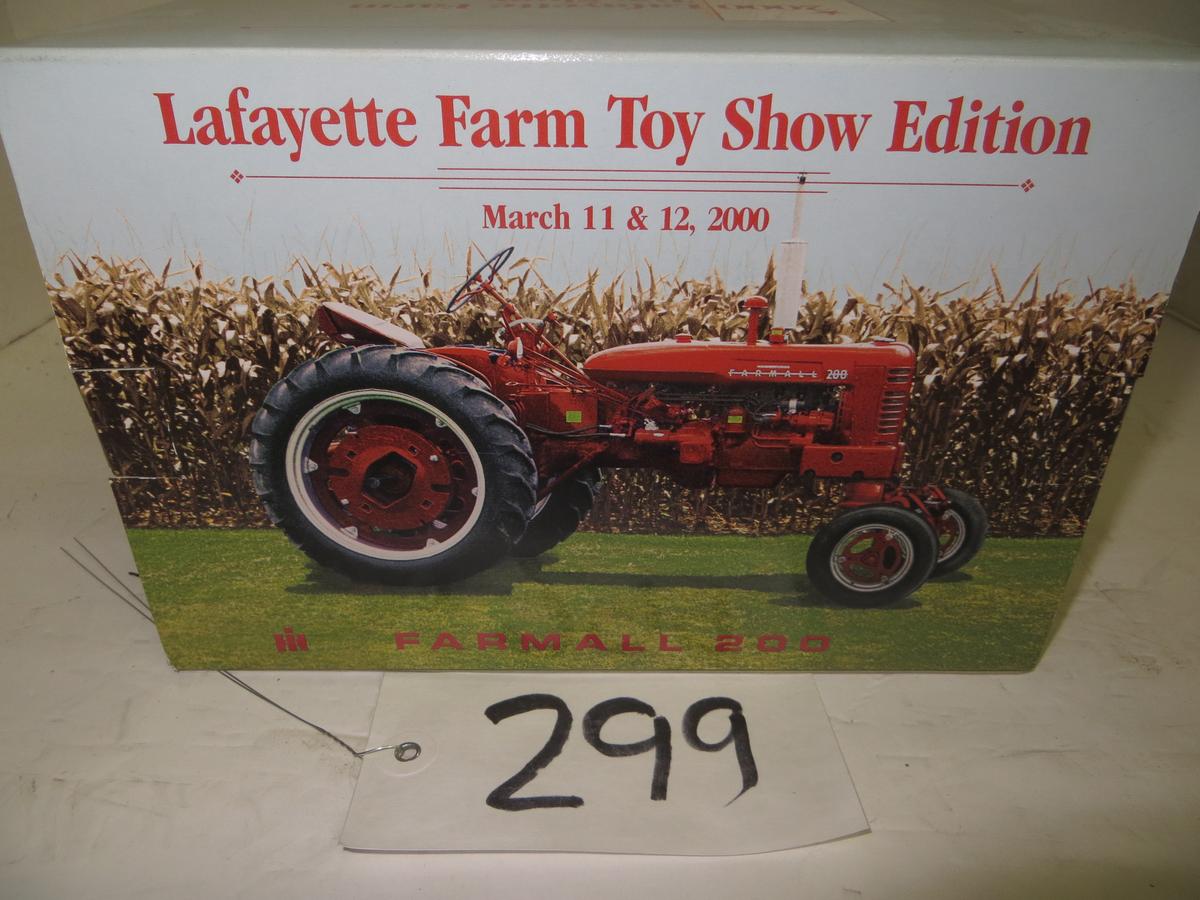 Lafayette Farm Toy Show Edition
March 11 & 12, 2000
FARMALL 200
IH FARMALL 200
299